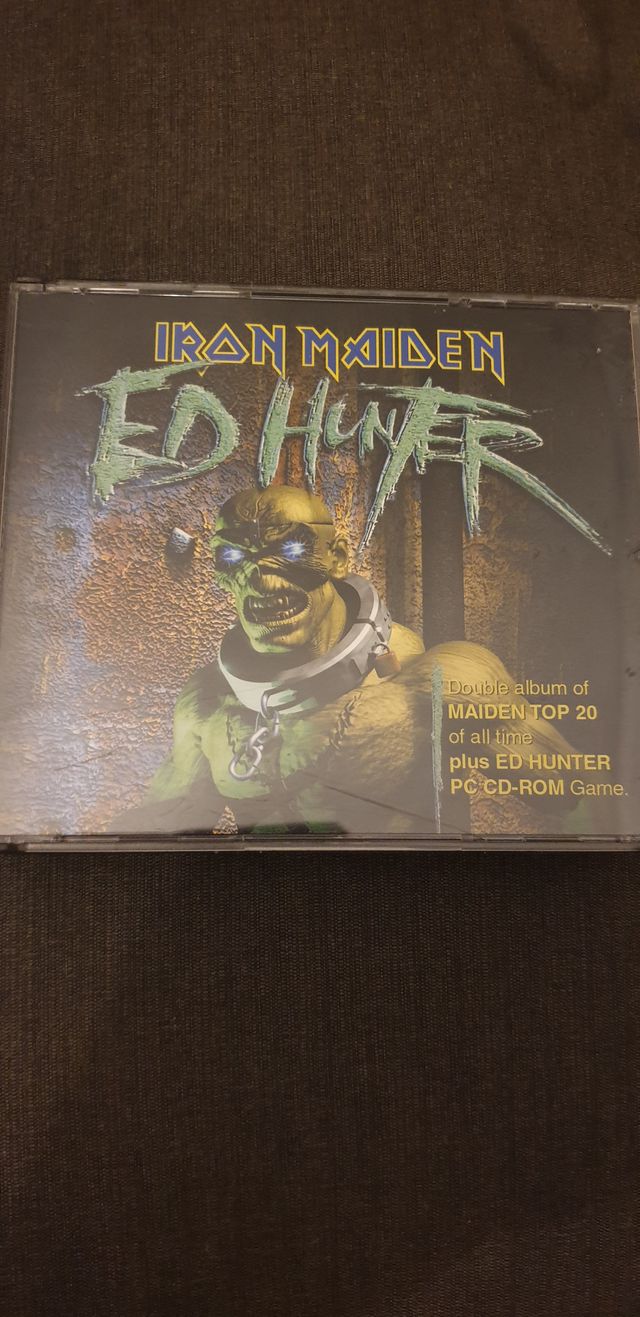 IRON MAIDEN
ED HUNTER
Double album of
MAIDEN TOP 20
of all time
plus ED HUNTER
PC CD-ROM Game.